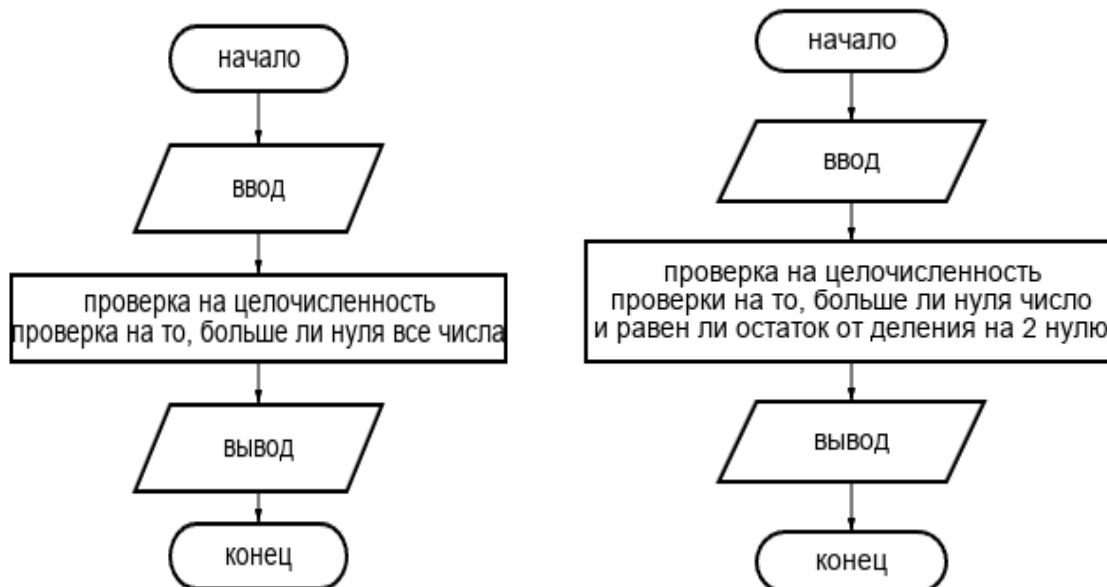 начало
ввод
проверка на целочисленность
проверка на то, больше ли нуля все числа
вывод
конец
начало
ввод
проверка на целочисленность
проверки на то, больше ли нуля число
и равен ли остаток от деления на 2 нулю
вывод
конец